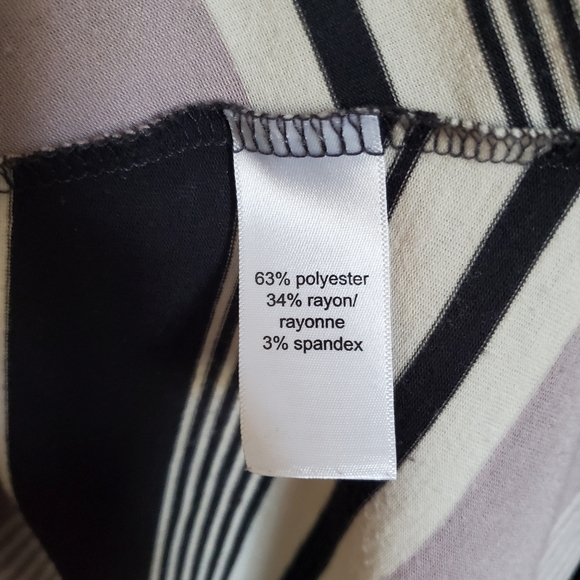 63% polyester
34% rayon/
rayonne
3% spandex